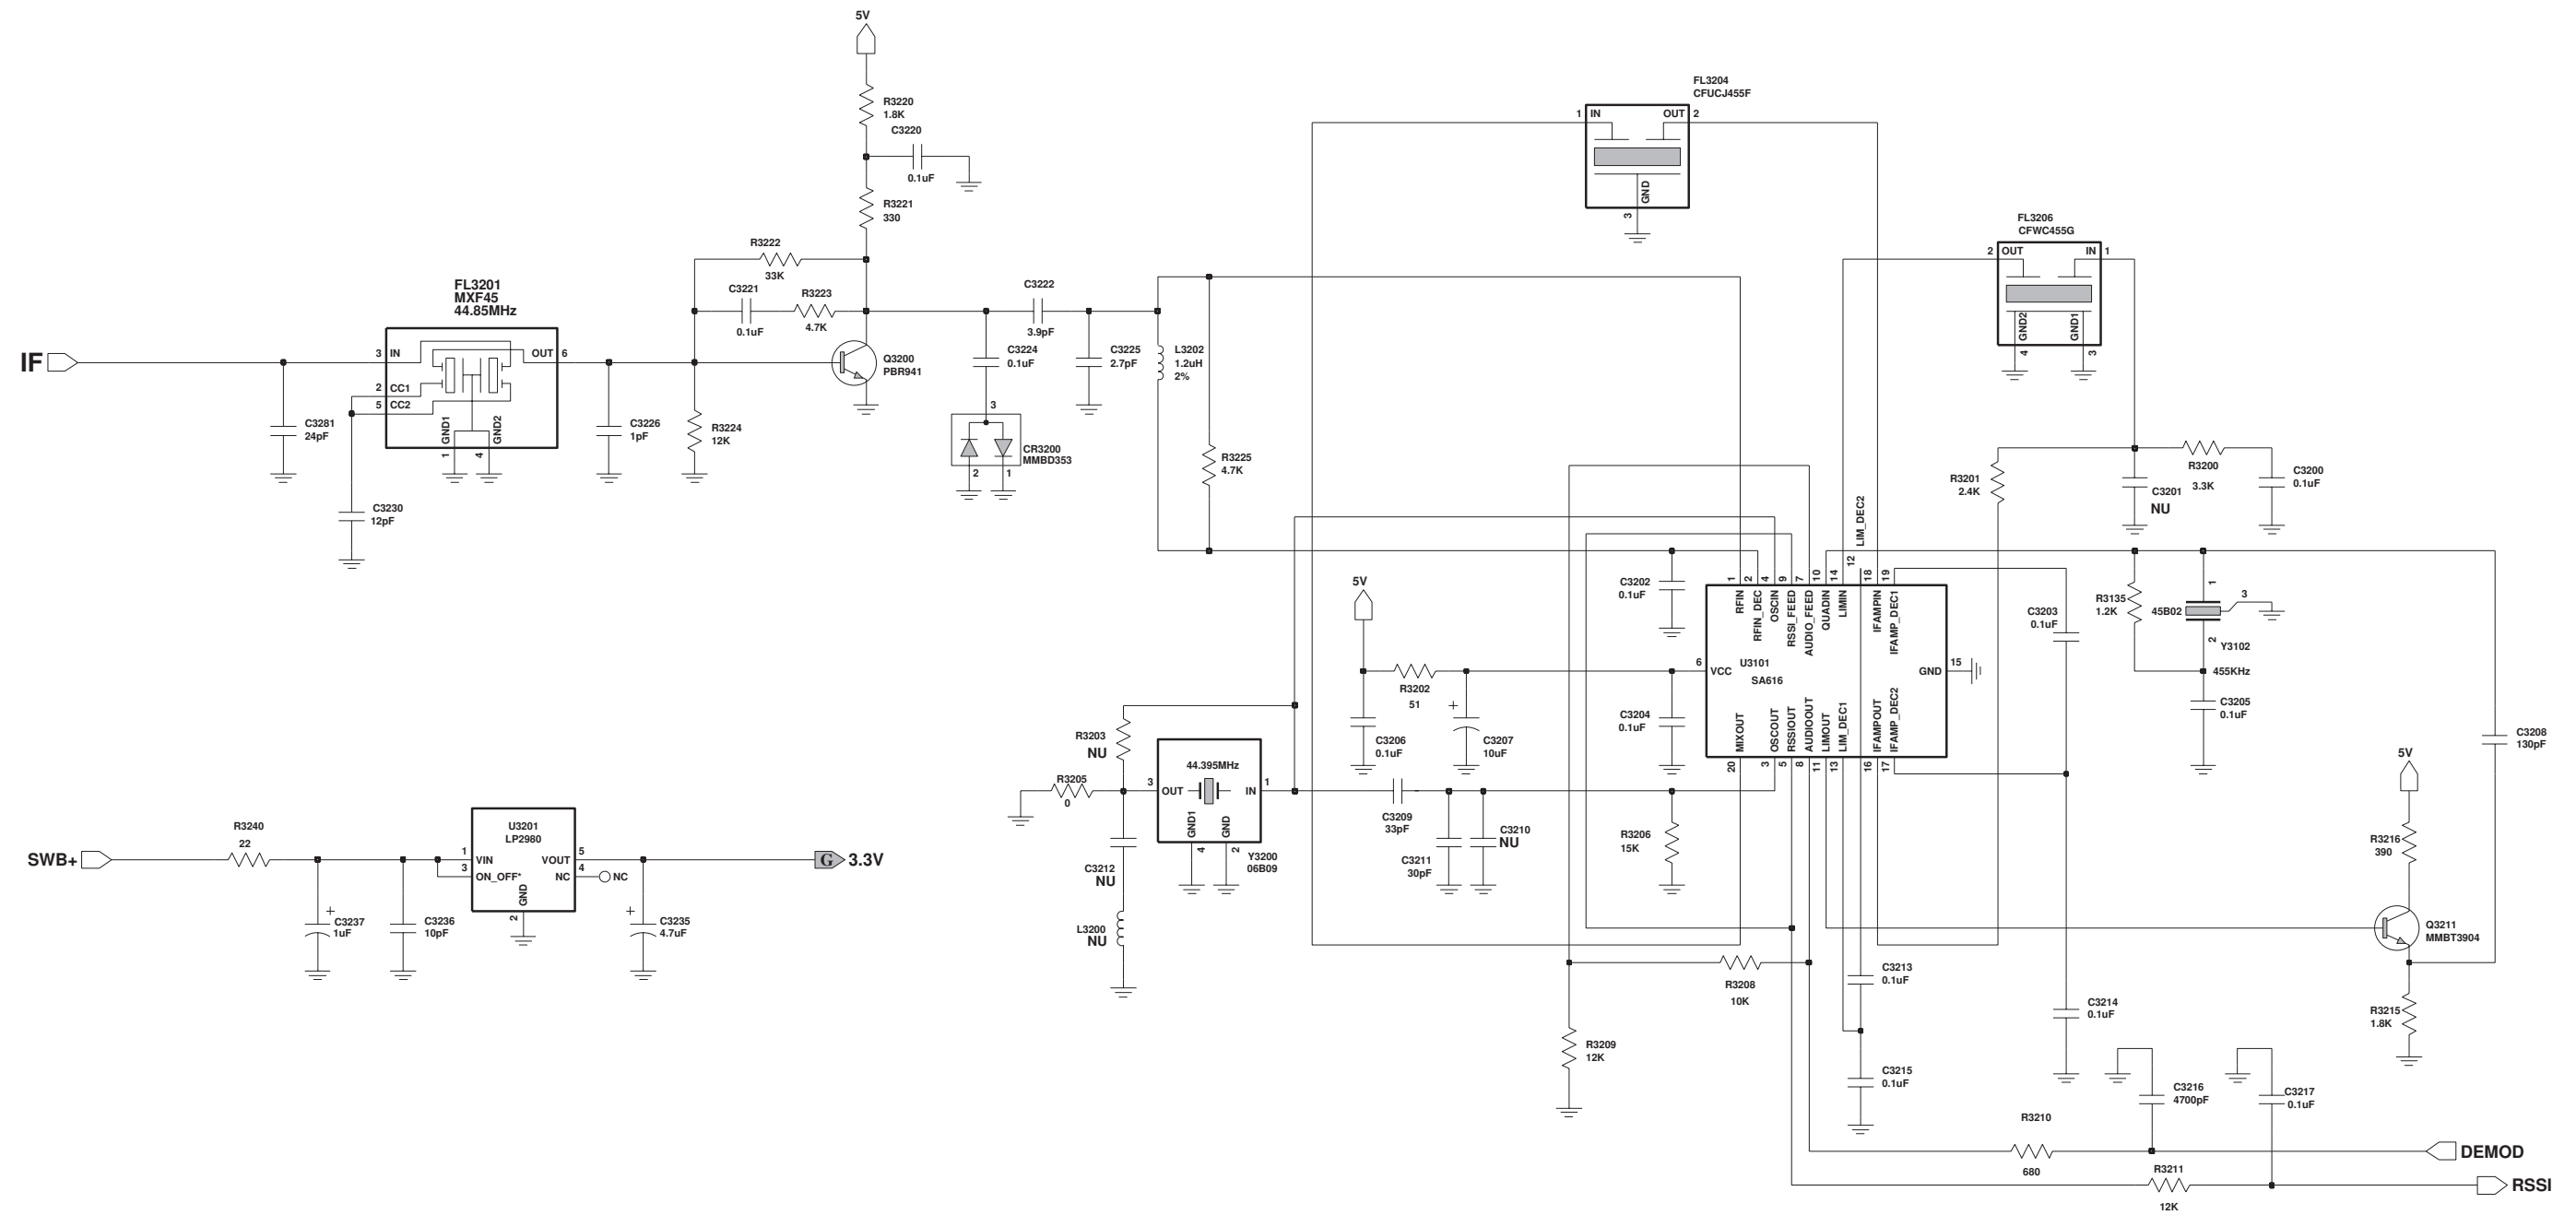 5V
R3220
1.8K
C3220
0.1uF
R3221
330
R3222
33K
C3221
0.1uF
R3223
4.7K
FL3201
MXF45
44.85MHz
IF
3 IN
OUT 6
2 CC1
5 CC2
GND1
GND2
1
4
C3281
24pF
C3230
12pF
C3226
1pF
R3224
12K
Q3200
PBR941
C3222
3.9pF
C3224
0.1uF
C3225
2.7pF
L3202
1.2uH
2%
3
CR3200
MMBD353
2
1
R3225
4.7K
FL3204
CFUCJ455F
1 IN
OUT 2
GND
3
FL3206
CFWC455G
2 OUT
IN 1
GND2
GND1
4
3
R3201
2.4K
C3201
NU
R3200
3.3K
C3200
0.1uF
LIM_DEC2
1
2
4
9
7
10
14
12
18
19
RFIN
RFIN_DEC
OSCIN
RSSI_FEED
AUDIO_FEED
QUADIN
LIMIN
IFAMPIN
IFAMP_DEC1
6 VCC
U3101
SA616
GND 15
MIXOUT
OSCOUT
RSSIOUT
AUDIOOUT
LIMOUT
LIM_DEC1
IFAMPOUT
IFAMP_DEC2
20
3
5
8
11
13
16
17
C3202
0.1uF
C3204
0.1uF
5V
R3202
51
C3206
0.1uF
+
C3207
10uF
C3203
0.1uF
R3135
1.2K
45B02
1
3
2
Y3102
455KHz
C3205
0.1uF
C3208
130pF
R3203
NU
R3205
0
44.395MHz
3 OUT
IN 1
GND1
GND
4
2
Y3200
06B09
C3212
NU
L3200
NU
C3209
33pF
C3211
30pF
C3210
NU
R3206
15K
SWB+
R3240
22
U3201
LP2980
1 VIN
3 ON_OFF*
VOUT 5
NC 4
NC
GND
2
G 3.3V
+
C3237
1uF
C3236
10pF
+
C3235
4.7uF
5V
R3216
390
Q3211
MMBT3904
R3215
1.8K
R3208
10K
R3209
12K
C3213
0.1uF
C3215
0.1uF
C3214
0.1uF
C3216
4700pF
C3217
0.1uF
R3210
680
DEMOD
R3211
12K
RSSI